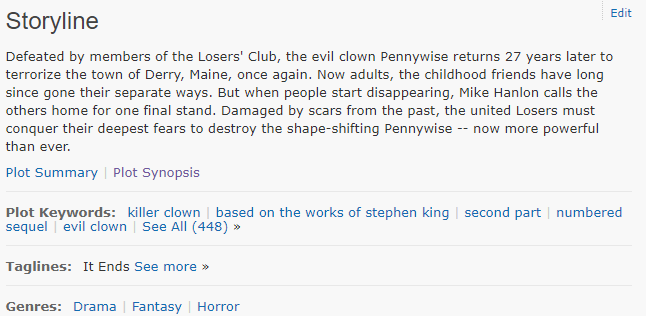 Storyline
Edit
Defeated by members of the Losers' Club, the evil clown Pennywise returns 27 years later to
terrorize the town of Derry, Maine, once again. Now adults, the childhood friends have long
since gone their separate ways. But when people start disappearing, Mike Hanlon calls the
others home for one final stand. Damaged by scars from the past, the united Losers must
conquer their deepest fears to destroy the shape-shifting Pennywise -- now more powerful
than ever.
Plot Summary | Plot Synopsis
Plot Keywords: killer clown | based on the works of stephen king | second part | numbered
sequel | evil clown | See All (448) »
Taglines: It Ends See more »
Genres: Drama | Fantasy | Horror